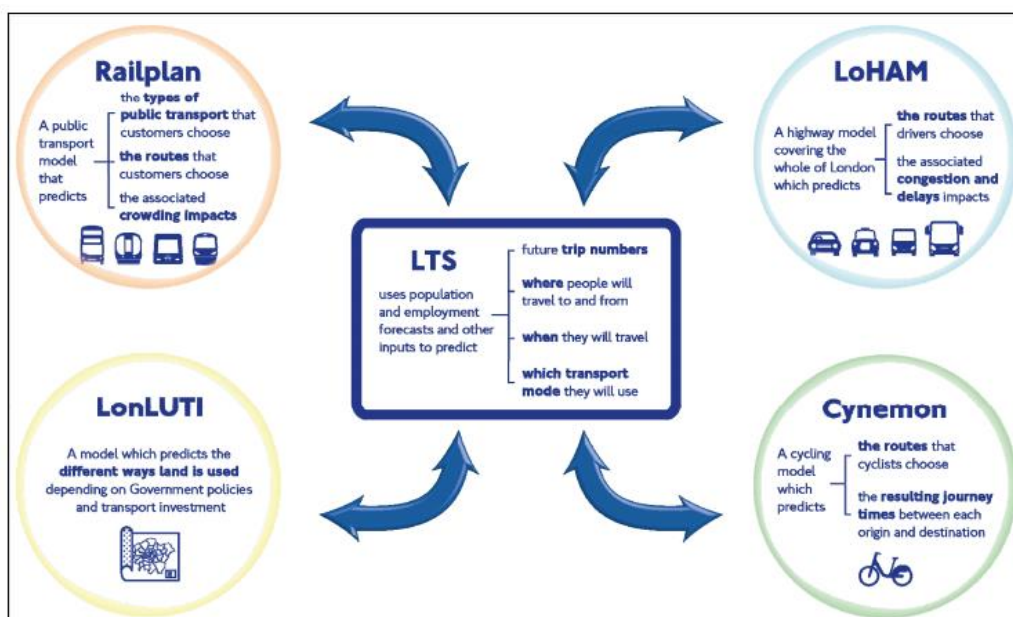 Railplan
A public
transport
model
that
predicts
the types of
public transport that
customers choose
the routes that
customers choose
the associated
crowding impacts
LoHAM
A highway model
covering the
whole of London
which predicts
the routes that
drivers choose
the associated
congestion and
delays impacts
LTS
uses population
and employment
forecasts and other
inputs to predict
future trip numbers
where people will
travel to and from
when they will travel
which transport
mode they will use
LonLUTI
A model which predicts the
different ways land is used
depending on Government policies
and transport investment
Cynemon
A cycling
model
which
predicts
the routes that
cyclists choose
the resulting journey
times between each
origin and destination